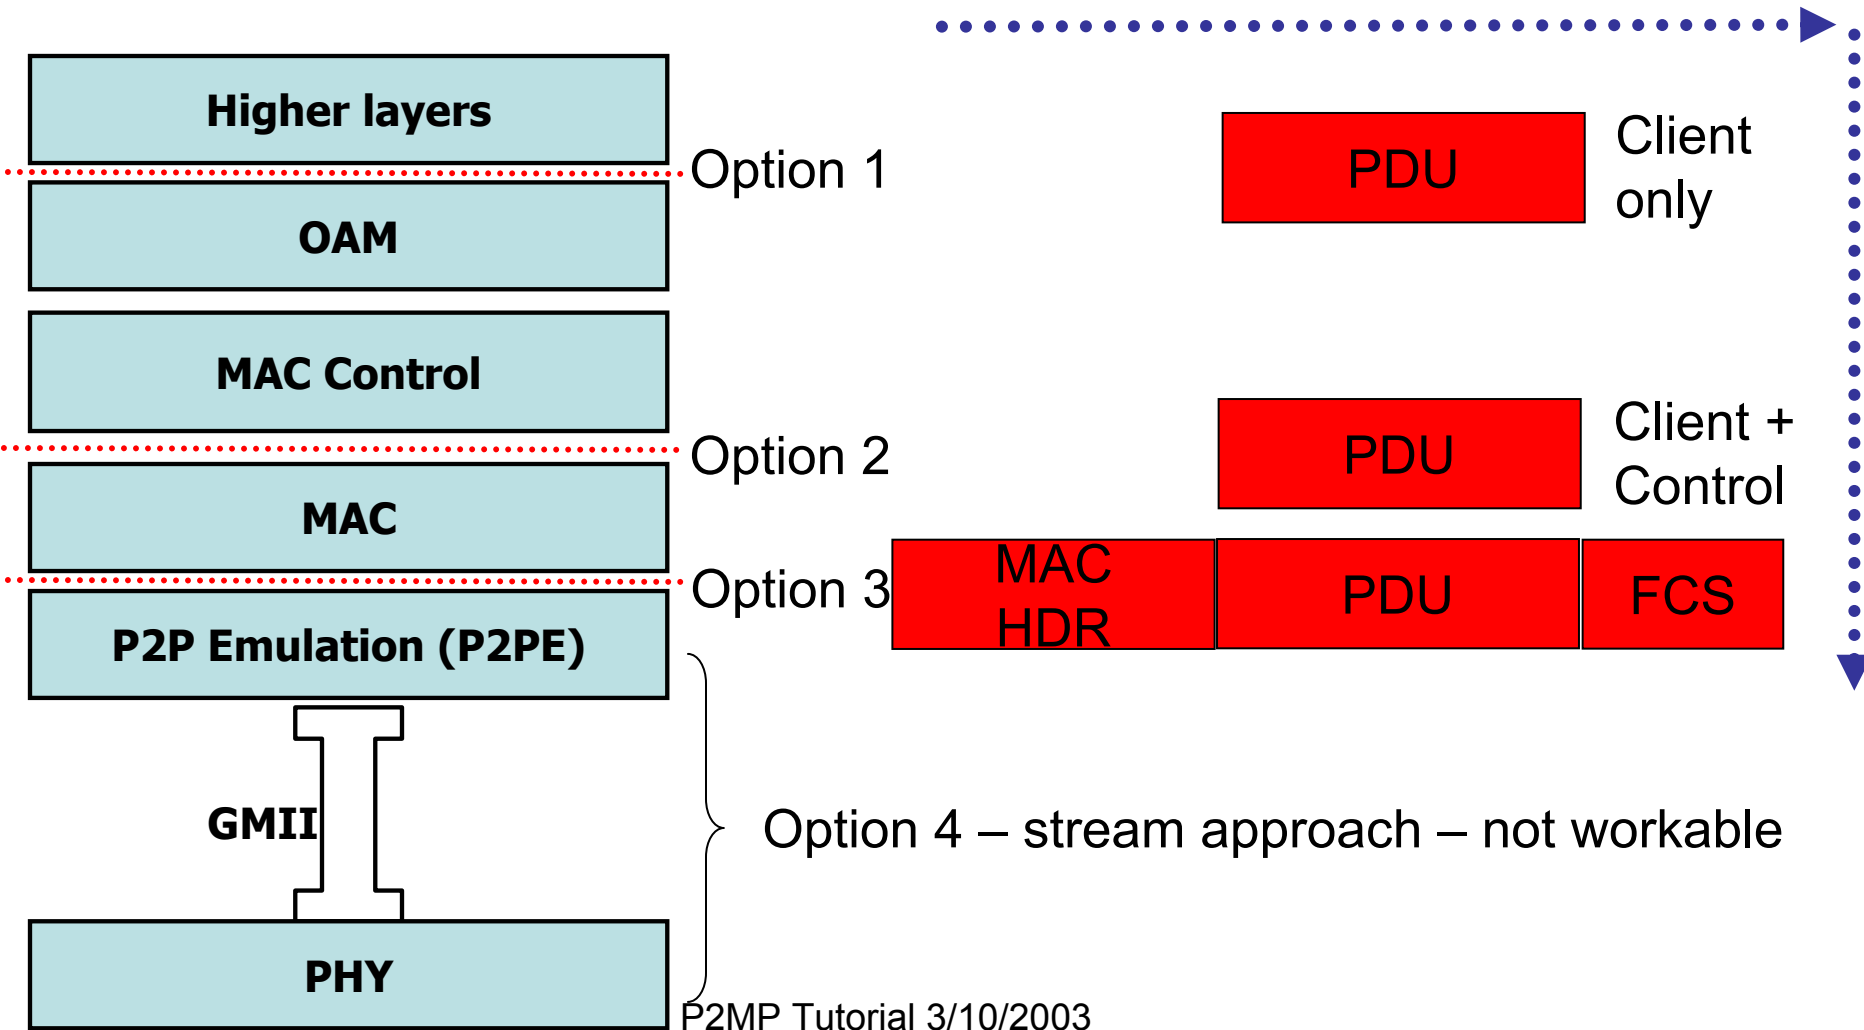 Higher layers
Option 1
PDU
Client
only
OAM
MAC Control
Option 2
PDU
Client +
Control
MAC
Option 3
MAC
HDR
PDU
FCS
P2P Emulation (P2PE)
GMII
Option 4 – stream approach – not workable
PHY
P2MP Tutorial 3/10/2003